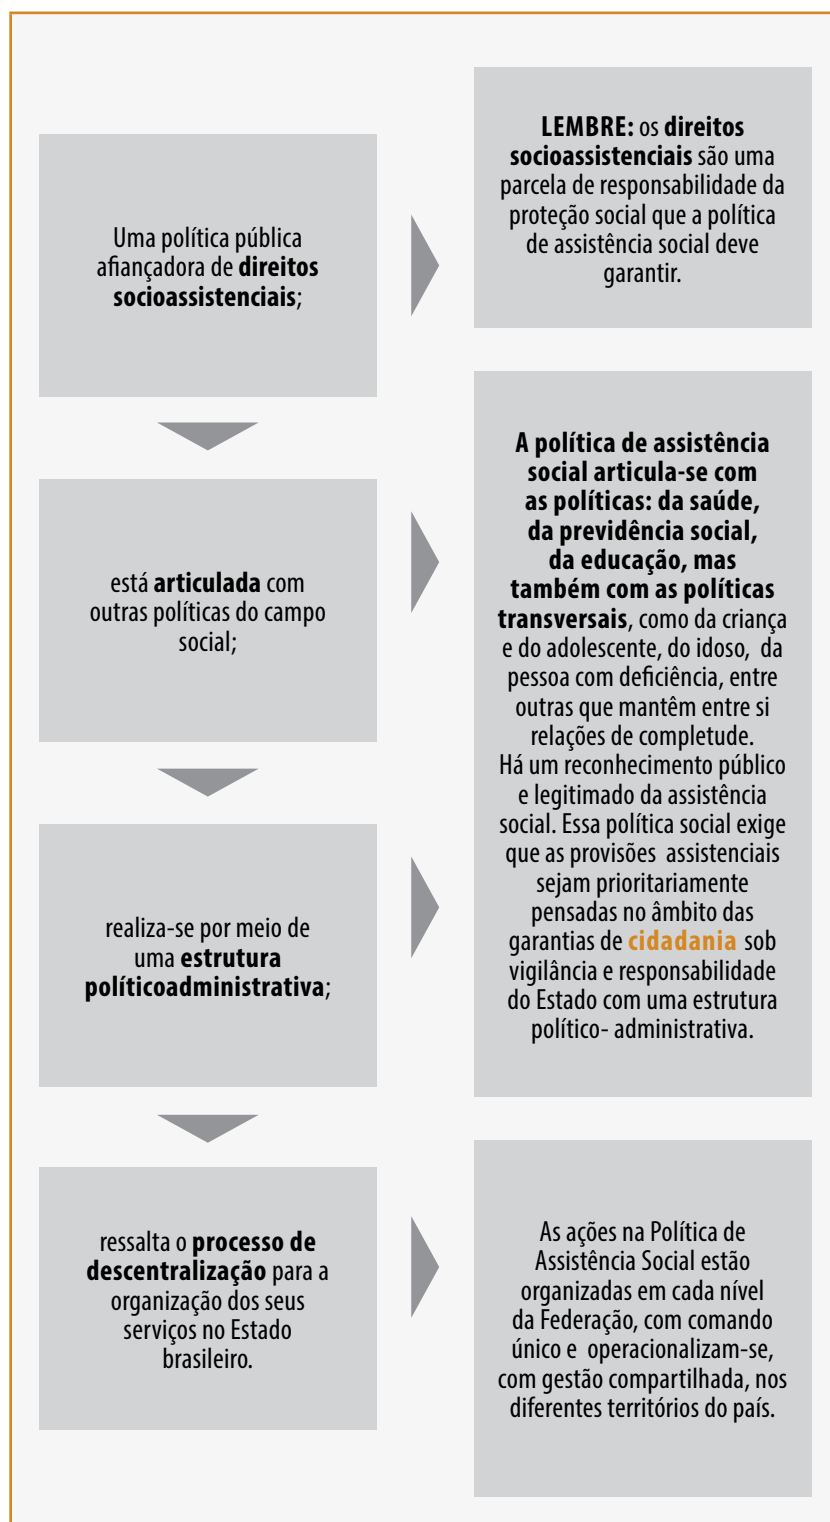 Uma política pública
afiançadora de direitos
socioassistenciais;
LEMBRE: os direitos
socioassistenciais são uma
parcela de responsabilidade da
proteção social que a política
de assistência social deve
garantir.
está articulada com
outras políticas do campo
social;
A política de assistência
social articula-se com
as políticas: da saúde,
da previdência social,
da educação, mas
também com as políticas
transversais, como da criança
e do adolescente, do idoso, da
pessoa com deficiência, entre
outras que mantêm entre si
relações de completude.
Há um reconhecimento público
e legitimado da assistência
social. Essa política social exige
que as provisões assistenciais
sejam prioritariamente
pensadas no âmbito das
garantias de cidadania sob
vigilância e responsabilidade
do Estado com uma estrutura
político- administrativa.
realiza-se por meio de
uma estrutura
políticoadministrativa;
ressalta o processo de
descentralização para a
organização dos seus
serviços no Estado
brasileiro.
As ações na Política de
Assistência Social estão
organizadas em cada nível
da Federação, com comando
único e operacionalizam-se,
com gestão compartilhada, nos
diferentes territórios do país.